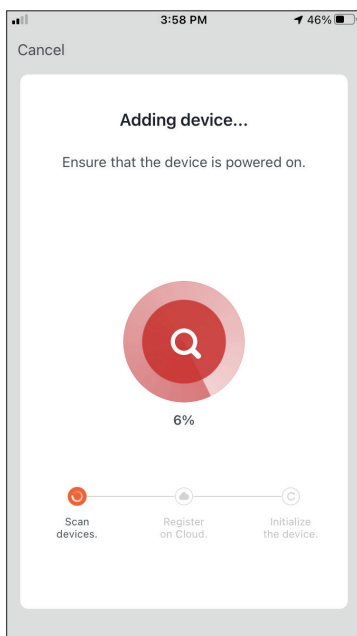 3:58 PM
46%
Cancel
Adding device...
Ensure that the device is powered on.
6%
Scan
devices.
Register
on Cloud.
Initialize
the device.